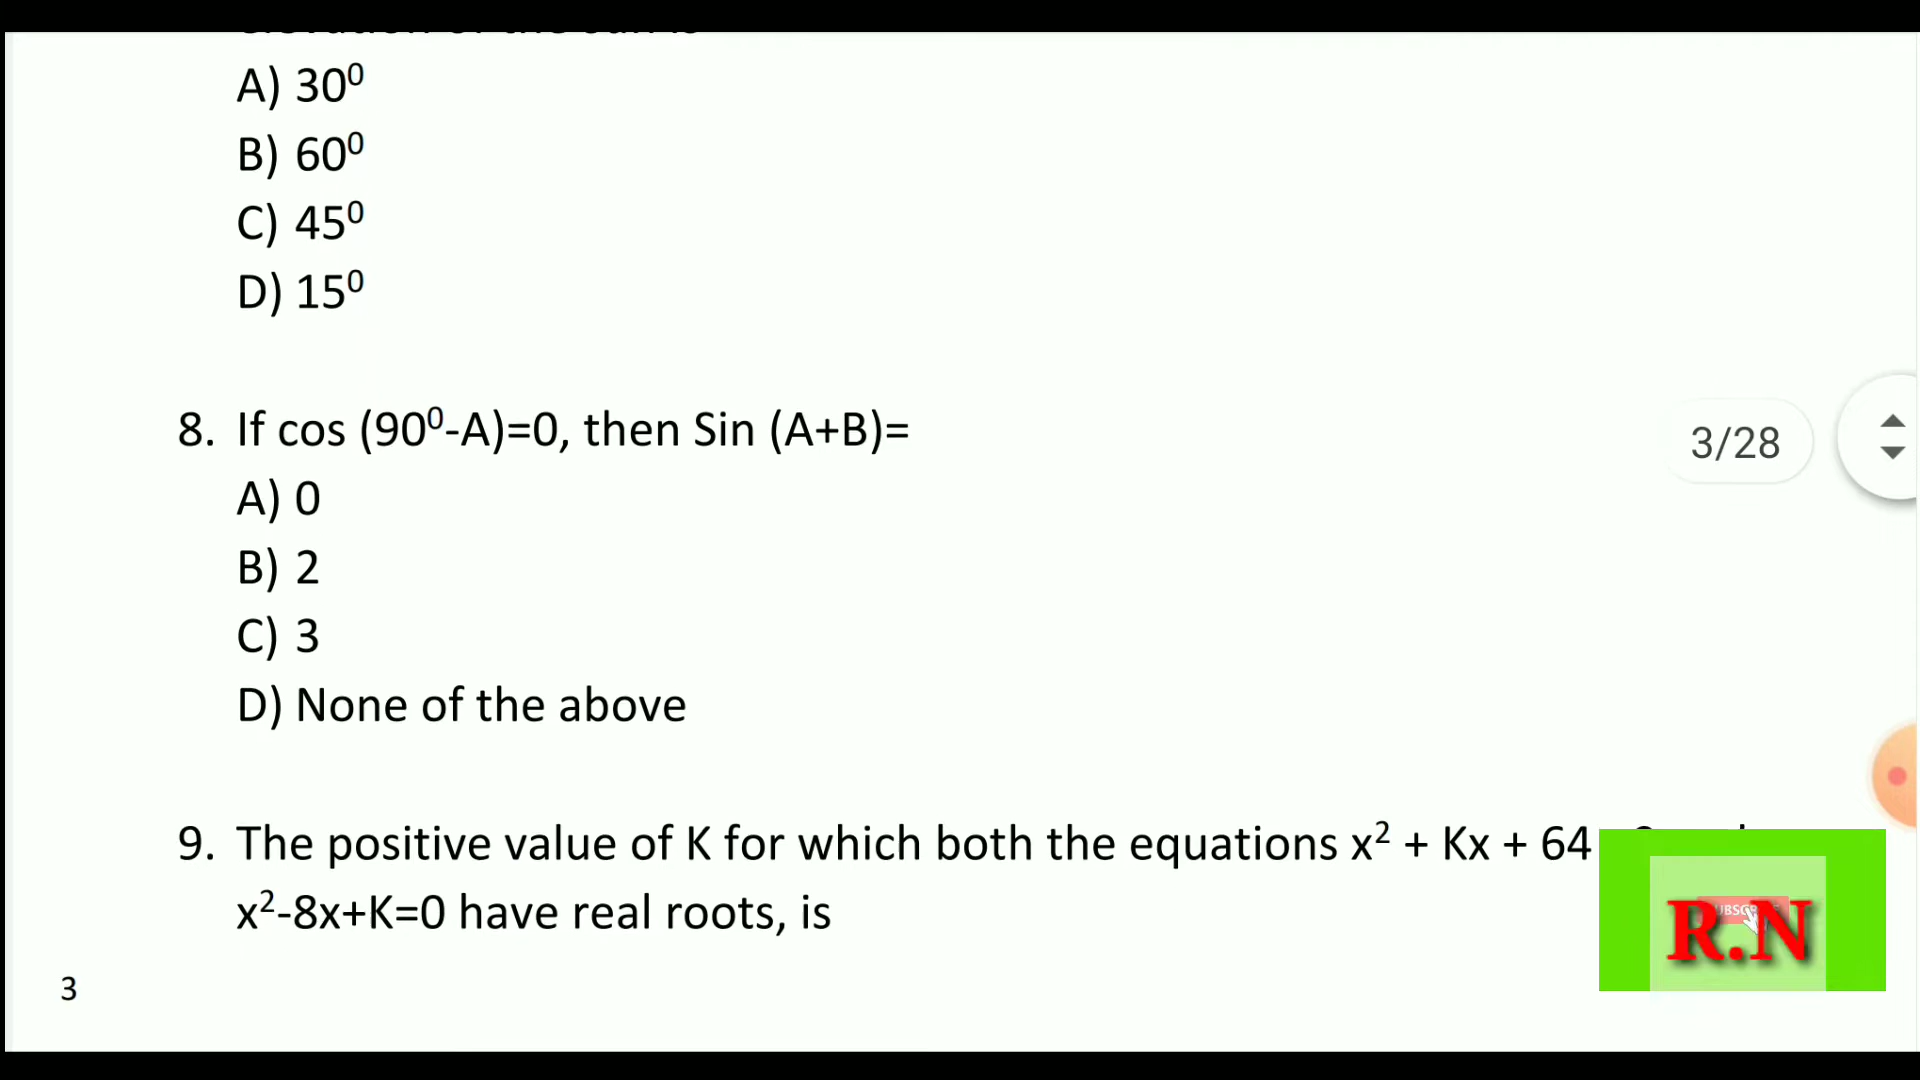 A) 30⁰
B) 60⁰
C) 45⁰
D) 15⁰
8. If cos (90⁰-A)=0, then Sin (A+B)=
A) 0
B) 2
C) 3
D) None of the above
3/28
9. The positive value of K for which both the equations x² + Kx + 64
x²-8x+K=0 have real roots, is
R.N
3